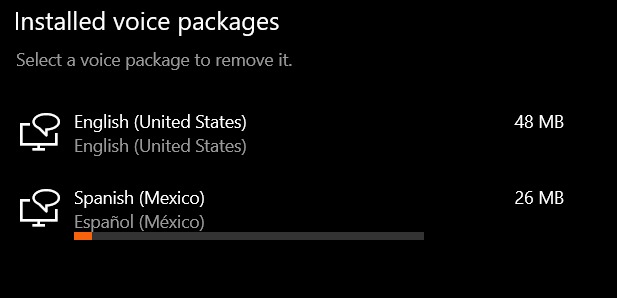 Installed voice packages
Select a voice package to remove it.
English (United States) 48 MB
English (United States)
Spanish (Mexico) 26 MB
Español (México)